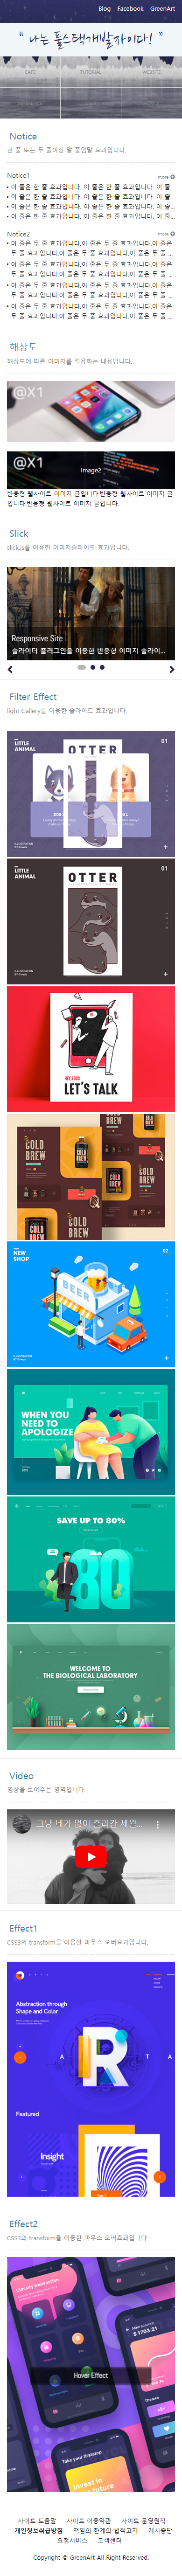 Blog Facebook GreenArt
“ 나는 풀스택개발자이다! ”
CAFE TUTORIAL WEBSITE
Notice
한 줄 또는 두 줄이상 말 줄임말 효과입니다.
Notice1 more
• 이 줄은 한 줄 효과입니다. 이 줄은 한 줄 효과입니다. 이 줄...
• 이 줄은 한 줄 효과입니다. 이 줄은 한 줄 효과입니다. 이 줄...
• 이 줄은 한 줄 효과입니다. 이 줄은 한 줄 효과입니다. 이 줄...
• 이 줄은 한 줄 효과입니다. 이 줄은 한 줄 효과입니다. 이 줄...
Notice2 more
• 이 줄은 두 줄 효과입니다.이 줄은 두 줄 효과입니다.이 줄은
두 줄 효과입니다.이 줄은 두 줄 효과입니다.이 줄은 두 줄 ...
• 이 줄은 두 줄 효과입니다.이 줄은 두 줄 효과입니다.이 줄은
두 줄 효과입니다.이 줄은 두 줄 효과입니다.이 줄은 두 줄 ...
• 이 줄은 두 줄 효과입니다.이 줄은 두 줄 효과입니다.이 줄은
두 줄 효과입니다.이 줄은 두 줄 효과입니다.이 줄은 두 줄 ...
• 이 줄은 두 줄 효과입니다.이 줄은 두 줄 효과입니다.이 줄은
두 줄 효과입니다.이 줄은 두 줄 효과입니다.이 줄은 두 줄 ...
해상도
해상도에 따른 이미지를 적용하는 내용입니다.
@X1
@X1
Image2
반응형 웹사이트 이미지 글입니다.반응형 웹사이트 이미지 글
입니다.반응형 웹사이트 이미지 글입니다.
Slick
slick.js를 이용한 이미지슬라이드 효과입니다.
Responsive Site
슬라이더 플러그인을 이용한 반응형 이미지 슬라이...
Filter Effect
light Gallery를 이용한 슬라이드 효과입니다.
LITTLE
ANIMAL
OTTER
01
LITTLE
ANIMAL
OTTER
01
HEY, BROS
LET'S TALK
COLD
BREW
COLD
BREW
NEW
SHOP
BEER
WHEN YOU
NEED TO
APOLOGIZE
SAVE UP TO 80%
80
WELCOME TO
THE BIOLOGICAL LABORATORY
Video
영상을 보여주는 영역입니다.
그냥 네가 없이 흘러간 새월...
Effect1
CSS3의 transform을 이용한 마우스 오버효과입니다.
Abstraction through
Shape and Color
A R T A
Featured
Insight
Effect2
CSS3의 transform을 이용한 마우스 오버효과입니다.
Classify transaction
$ 1703.21
Hover Effect
Themes
Take your firststep
Invest in
your future
사이트 도움말 사이트 이용약관 사이트 운영원칙
개인정보취급방침 책임의 한계와 법적고지 게시중단
요청서비스 고객센터
Copyright © GreenArt All Right Reserved.